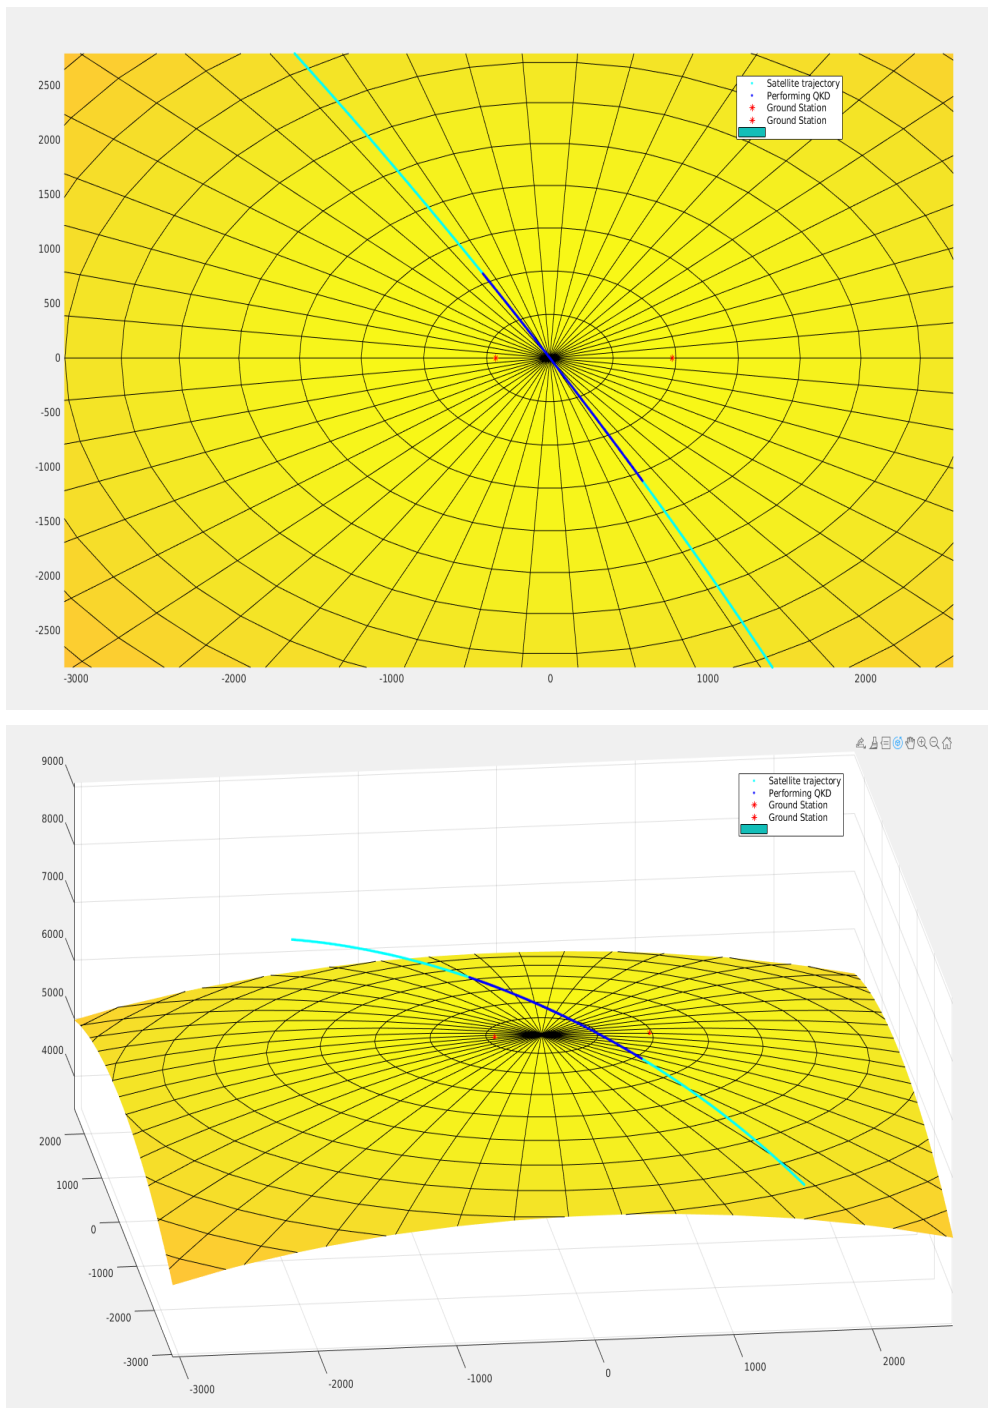 2500
2000
1500
1000
500
0
-500
-1000
-1500
-2000
-2500
-3000 -2000 -1000 0 1000 2000
Satellite trajectory
Performing QKD
Ground Station
Ground Station
9000
8000
7000
6000
5000
4000
2000
1000
0
-1000
-2000
-3000
-3000 -2000 -1000 0 1000 2000
Satellite trajectory
Performing QKD
Ground Station
Ground Station